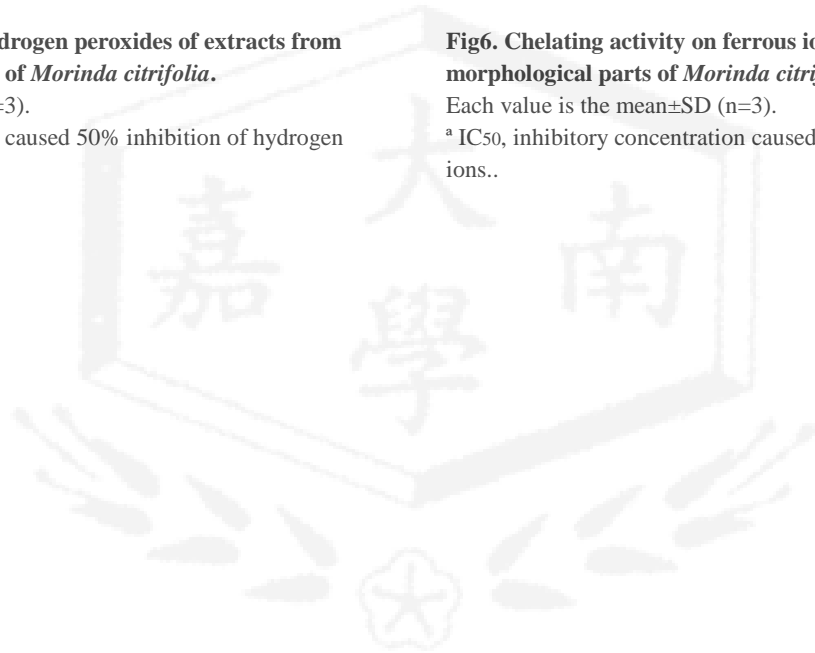 drogen peroxides of extracts from
of Morinda citrifolia.
=3).
caused 50% inhibition of hydrogen
Fig6. Chelating activity on ferrous io
morphological parts of Morinda citri
Each value is the mean±SD (n=3).
ª IC50, inhibitory concentration caused
ions..
大
嘉 南
學